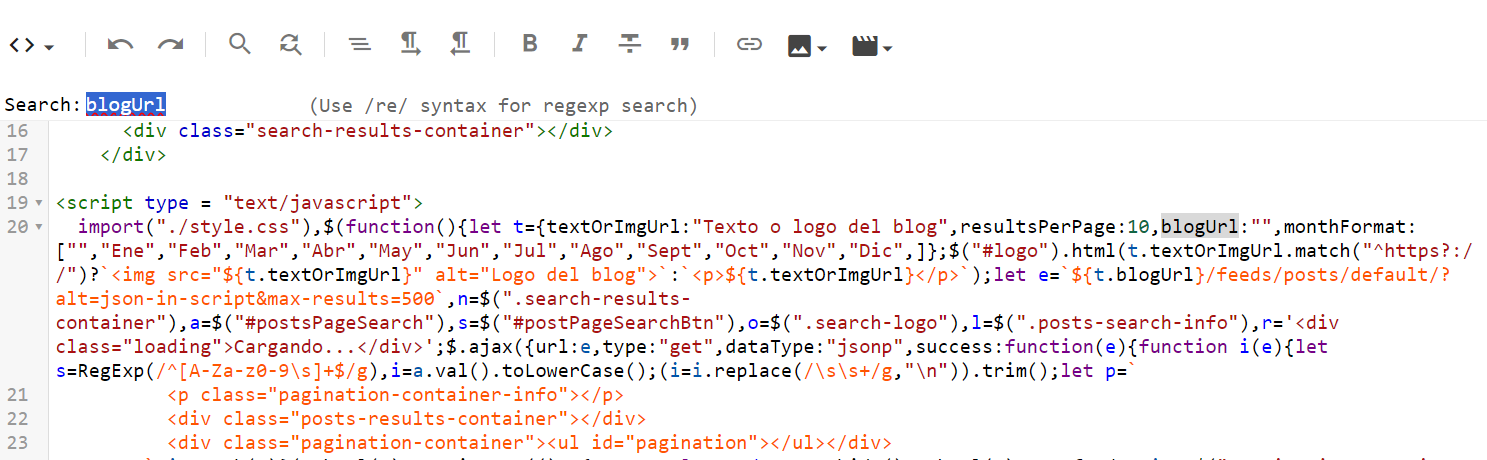 B I
Search: blogUrl (Use /re/ syntax for regexp search)
16 <div class="search-results-container"></div>
17 </div>
18
19 <script type = "text/javascript">
20 import("./style.css"),$(function(){let t={textOrImgUrl:"Texto o logo del blog",resultsPerPage:10,blogUrl:"",monthFormat:
["","Ene","Feb","Mar","Abr","May","Jun","Jul","Ago","Sept","Oct","Nov","Dic",]};$("#logo").html(t.textOrImgUrl.match("^https?:/
/")?`<img src="${t.textOrImgUrl}" alt="Logo del blog">`:`<p>${t.textOrImgUrl}</p>`);let e=`${t.blogUrl}/feeds/posts/default/?
alt=json-in-script&max-results=500`,n=$(".search-results-
container"),a=$("#postsPageSearch"),s=$("#postPageSearchBtn"),o=$(".search-logo"),l=$(".posts-search-info"),r='<div
class="loading">Cargando...</div>';$.ajax({url:e,type:"get",dataType:"jsonp",success:function(e){function i(e){let
s=RegExp(/^[A-Za-z0-9\s]+$/g),i=a.val().toLowerCase();(i=i.replace(/\s\s+/g,"\n")).trim();let p=`
21 <p class="pagination-container-info"></p>
22 <div class="posts-results-container"></div>
23 <div class="pagination-container"><ul id="pagination"></ul></div>